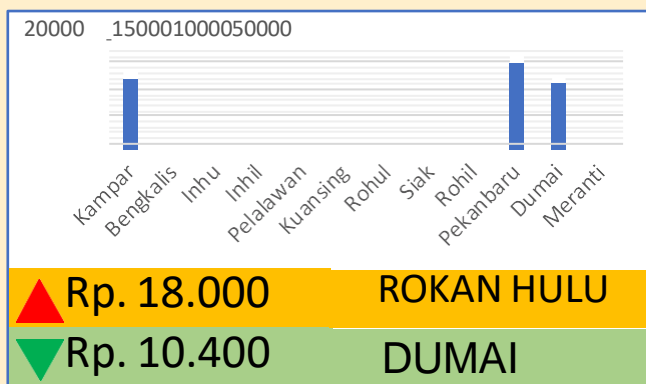 20000 150001000050000
Kampar
Bengkalis
Inhu
Inhil
Pelalawan
Kuansing
Rohul
Siak
Rohil
Pekanbaru
Dumai
Meranti
Rp. 18.000 ROKAN HULU
Rp. 10.400 DUMAI